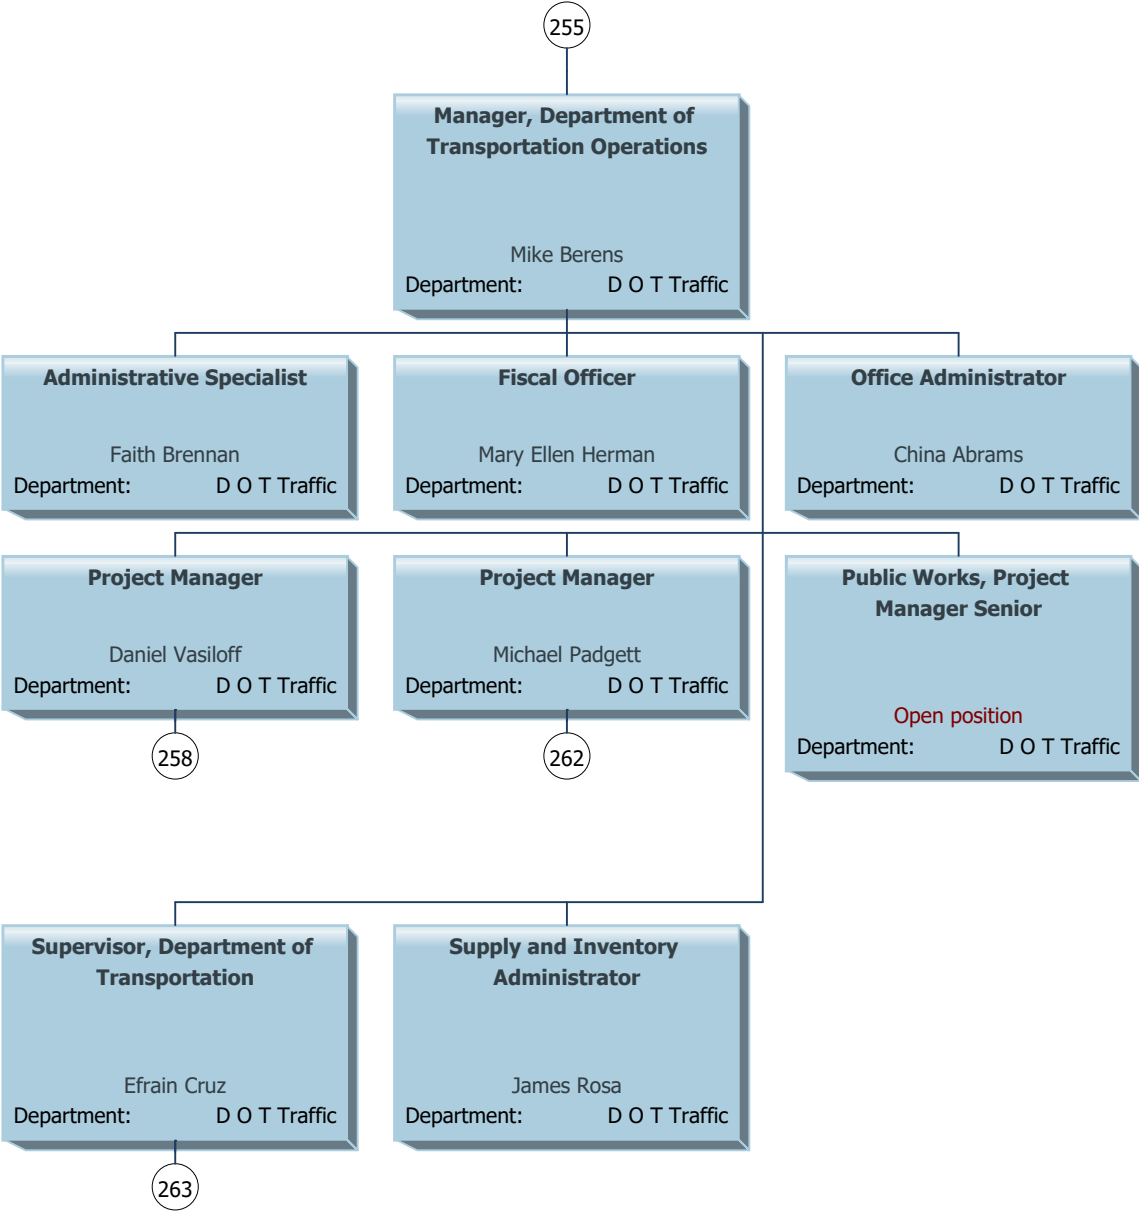 255
Manager, Department of
Transportation Operations
Mike Berens
Department: D O T Traffic
Administrative Specialist
Faith Brennan
Department: D O T Traffic
Fiscal Officer
Mary Ellen Herman
Department: D O T Traffic
Office Administrator
China Abrams
Department: D O T Traffic
Project Manager
Daniel Vasiloff
Department: D O T Traffic
258
Project Manager
Michael Padgett
Department: D O T Traffic
262
Public Works, Project
Manager Senior
Open position
Department: D O T Traffic
Supervisor, Department of
Transportation
Efrain Cruz
Department: D O T Traffic
263
Supply and Inventory
Administrator
James Rosa
Department: D O T Traffic